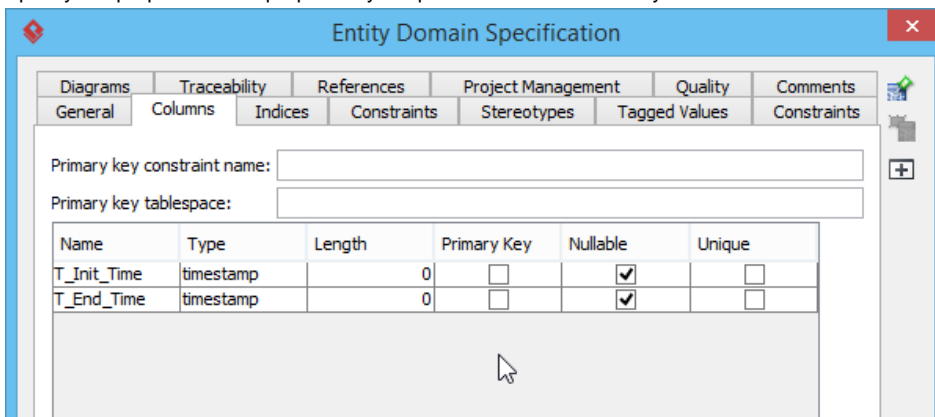 Entity Domain Specification
Diagrams Traceability References Project Management Quality Comments
General Columns Indices Constraints Stereotypes Tagged Values Constraints
Primary key constraint name:
Primary key tablespace:
Name Type Length Primary Key Nullable Unique
T_Init_Time timestamp 0
T_End_Time timestamp 0